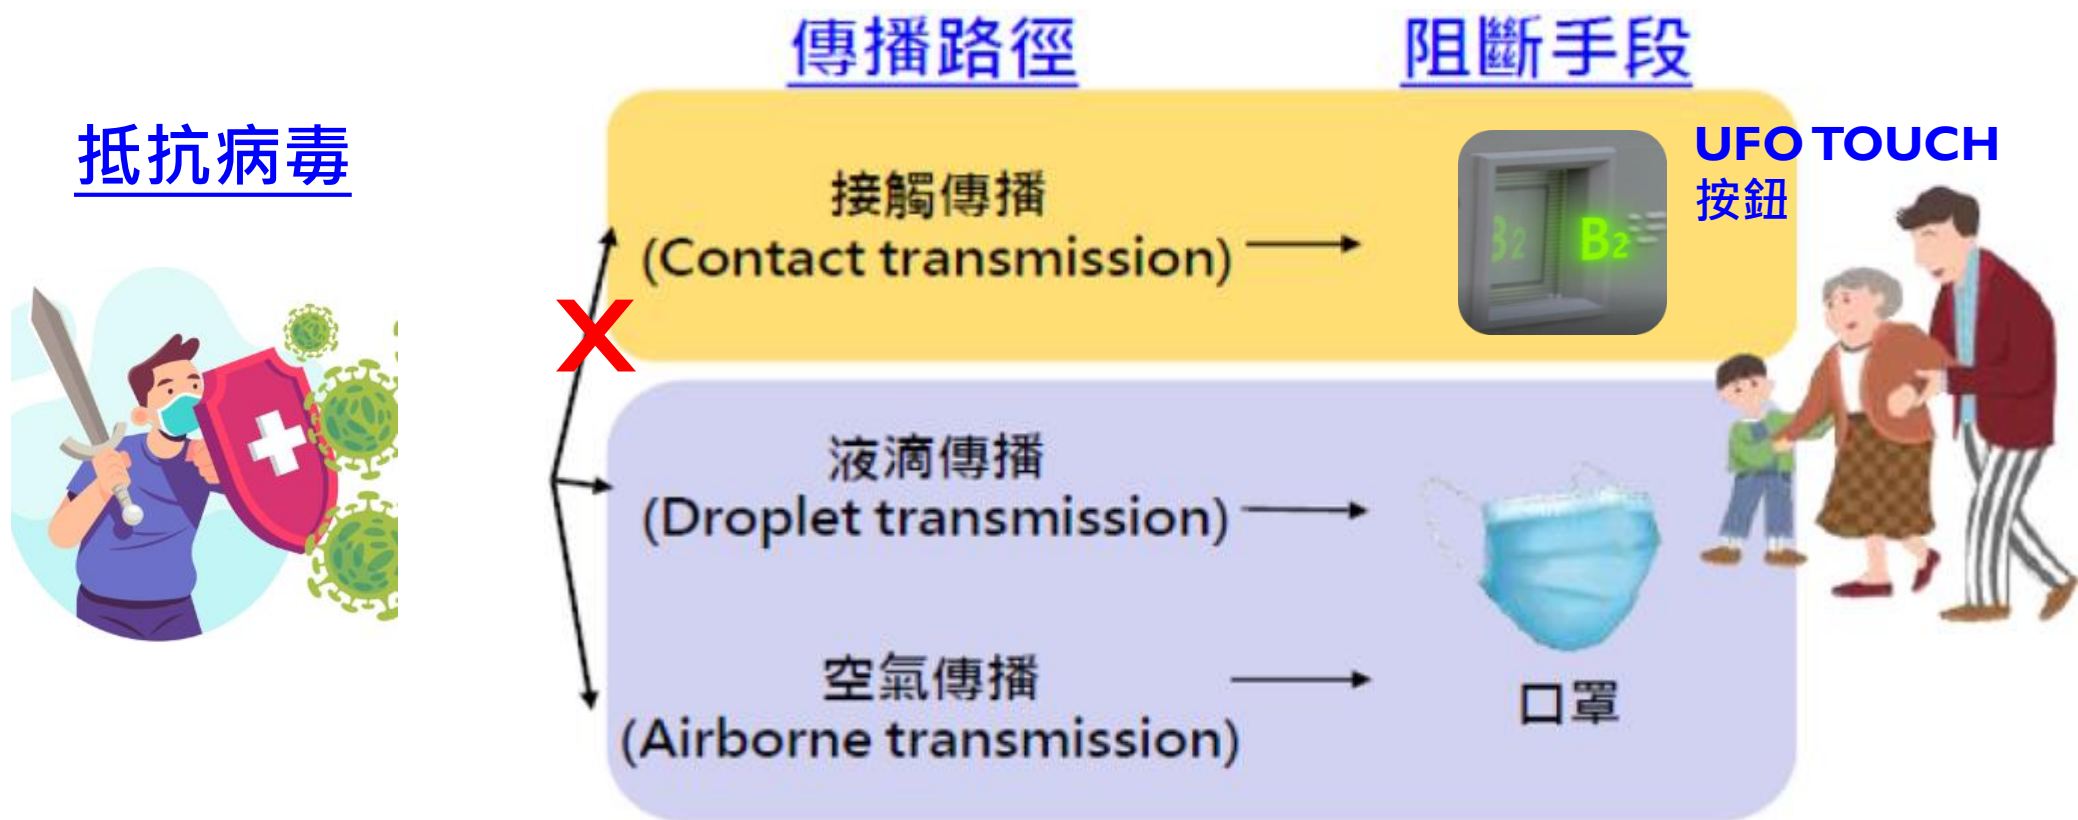 傳播路徑
阻斷手段
抵抗病毒
UFO TOUCH
按鈕
接觸傳播
(Contact transmission)
B2
B2
X
液滴傳播
(Droplet transmission)
空氣傳播
(Airborne transmission)
口罩